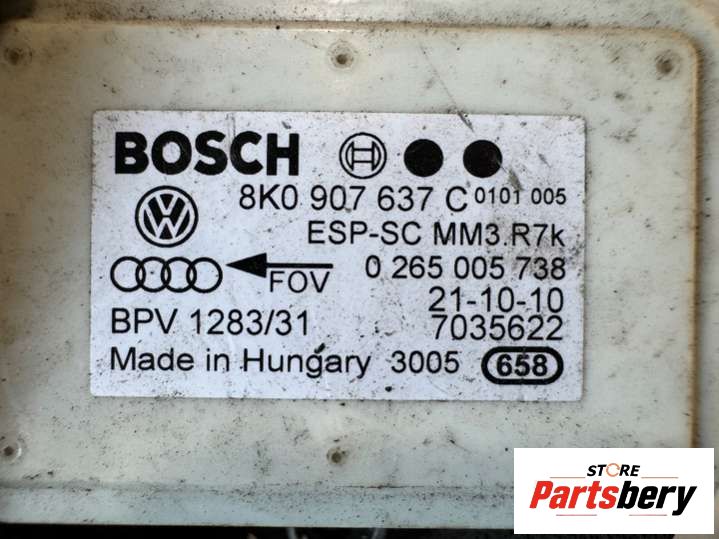 BOSCH
8K0 907 637 C 0101 005
ESP-SC MM3.R7k
FOV 0 265 005 738
21-10-10
BPV 1283/31 7035622
Made in Hungary 3005 658
STORE
Partsbery